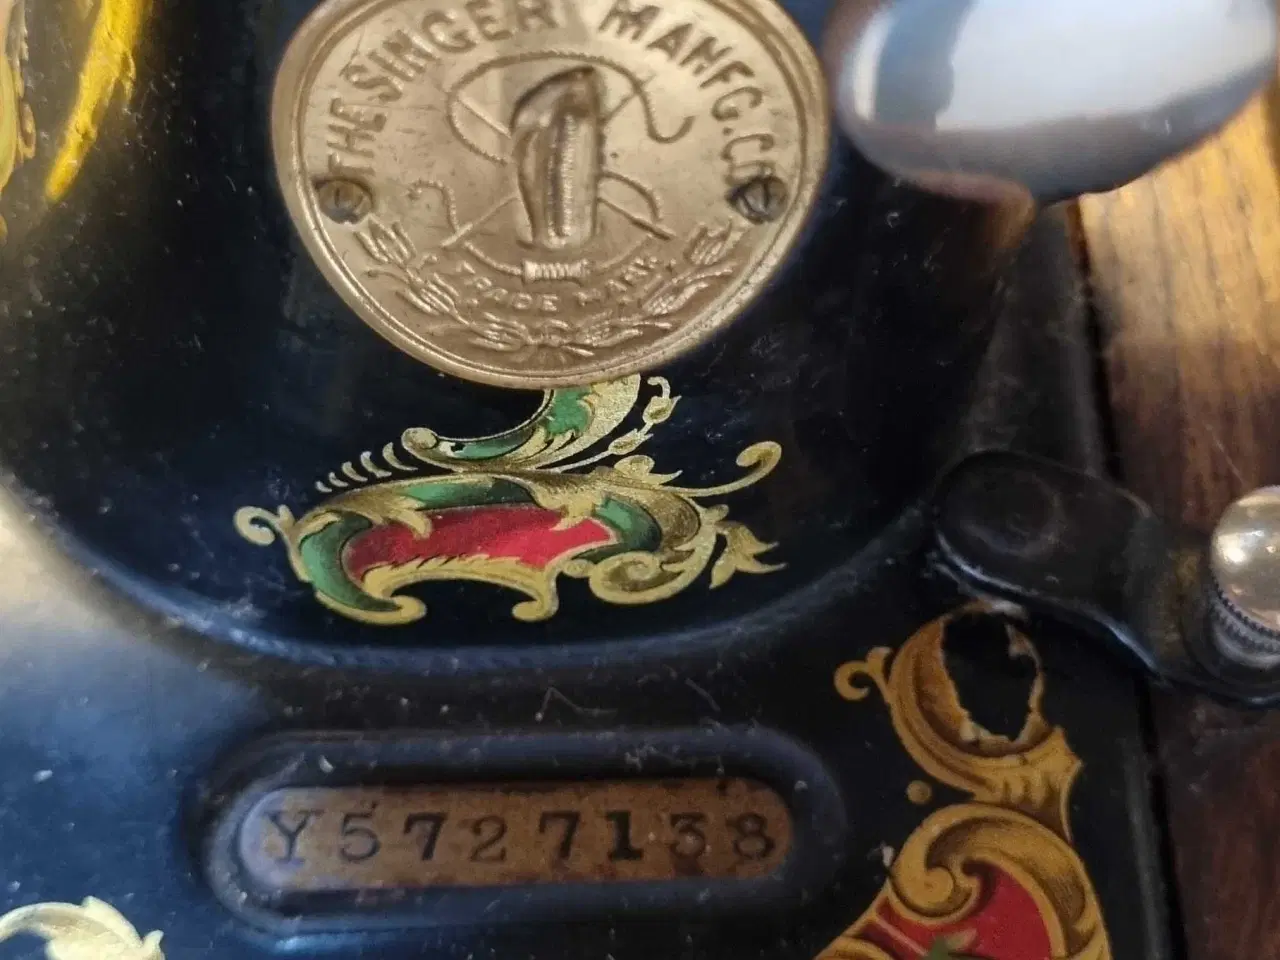 THE SINGER MANFG. CO.
TRADE MARK
Y5727138